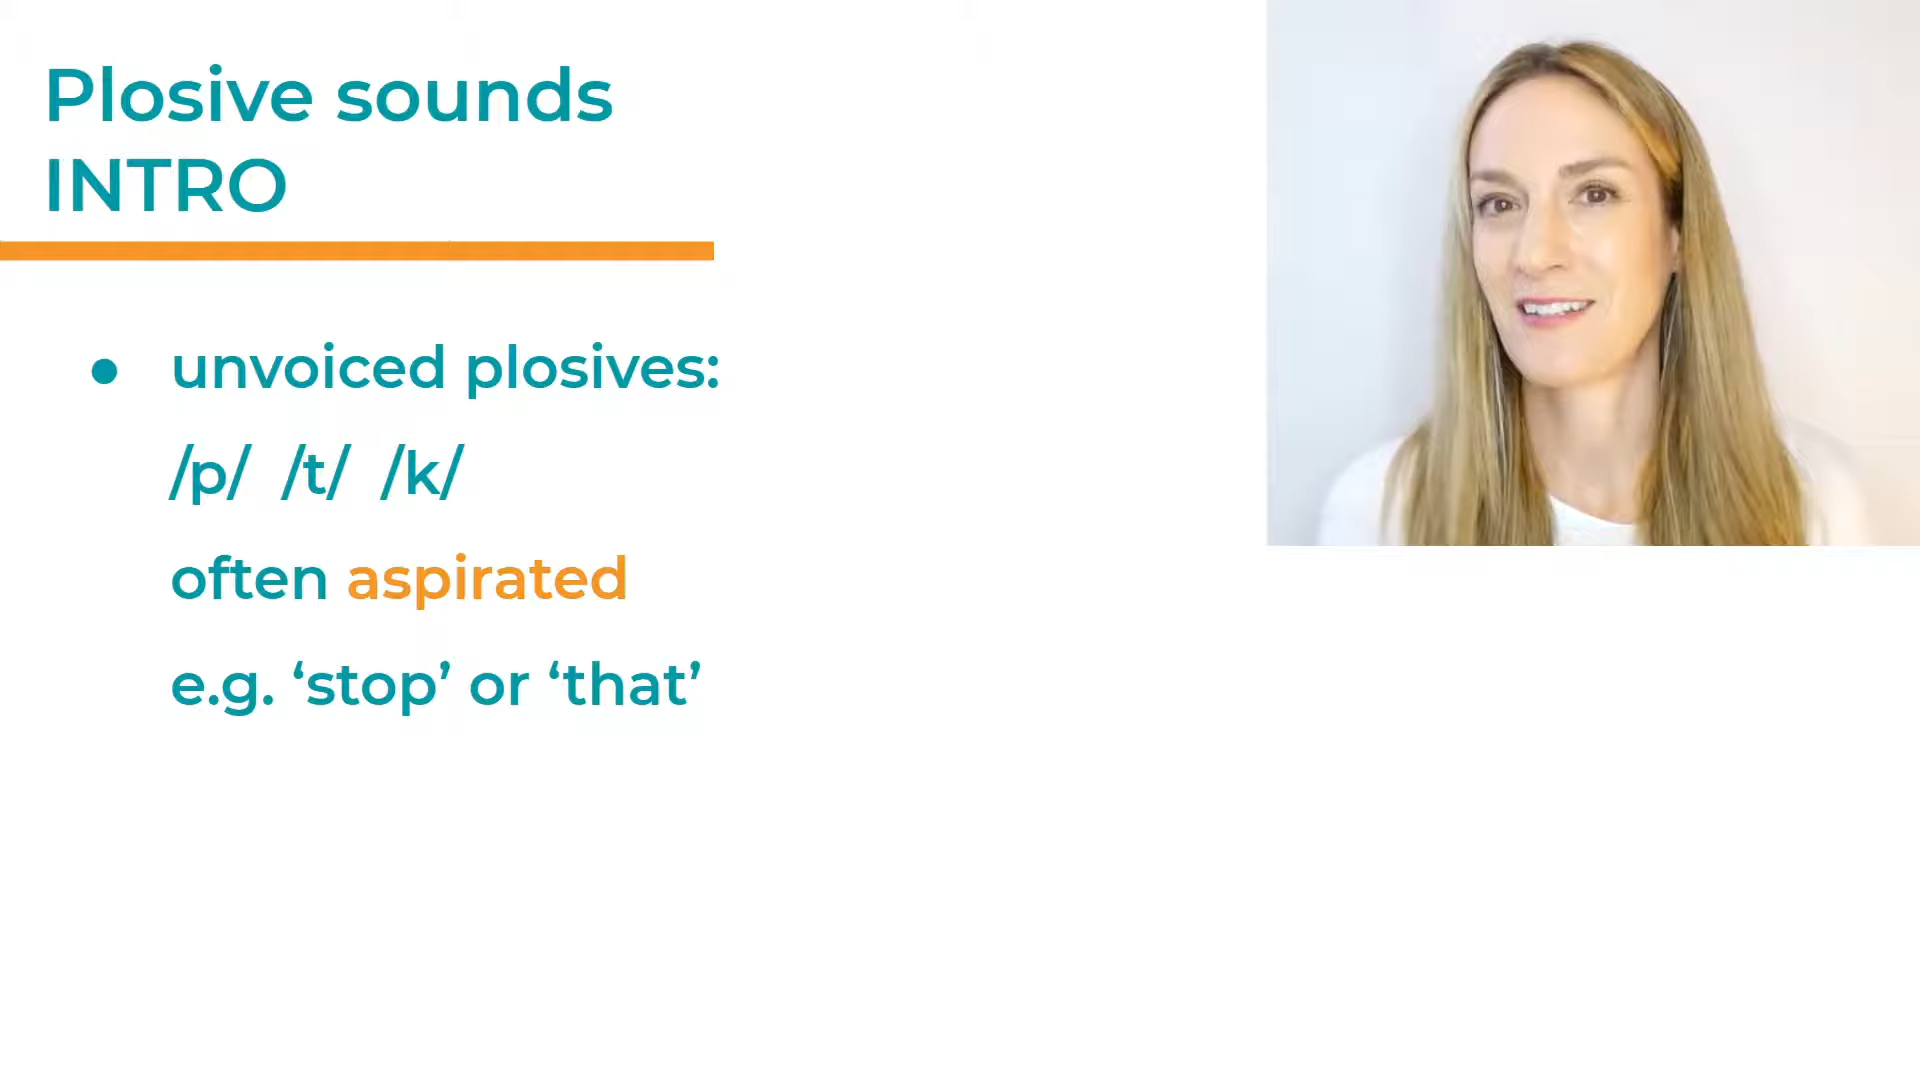 Plosive sounds
INTRO
● unvoiced plosives:
/p/ /t/ /k/
often aspirated
e.g. ‘stop’ or ‘that’